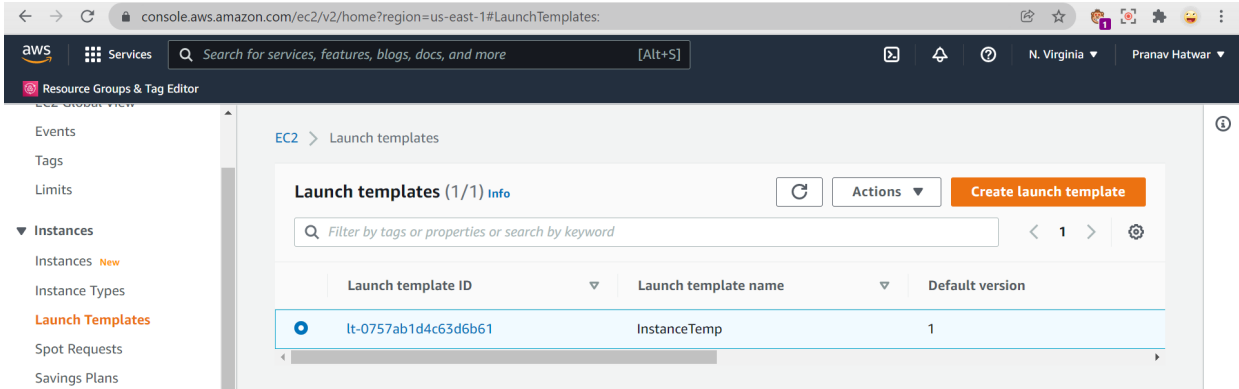 console.aws.amazon.com/ec2/v2/home?region=us-east-1#LaunchTemplates:
1
aws Services Search for services, features, blogs, docs, and more [Alt+S] N. Virginia ▼ Pranav Hatwar ▼
Resource Groups & Tag Editor
EC2 Global View
Events
Tags
Limits
▼ Instances
Instances New
Instance Types
Launch Templates
Spot Requests
Savings Plans
EC2 > Launch templates
Launch templates (1/1) Info
Actions ▼
Create launch template
Filter by tags or properties or search by keyword
< 1 >
Launch template ID Launch template name Default version
lt-0757ab1d4c63d6b61 InstanceTemp 1